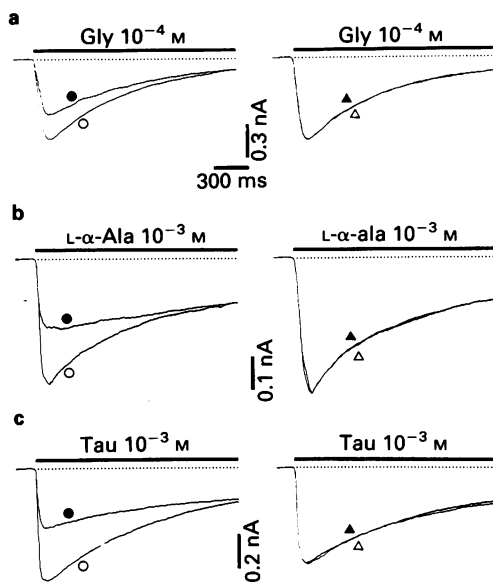 a
Gly 10⁻⁴ M
Gly 10⁻⁴ M
0.3 nA
300 ms
b
L-α-Ala 10⁻³ M
L-α-ala 10⁻³ M
0.1 nA
c
Tau 10⁻³ M
Tau 10⁻³ M
0.2 nA